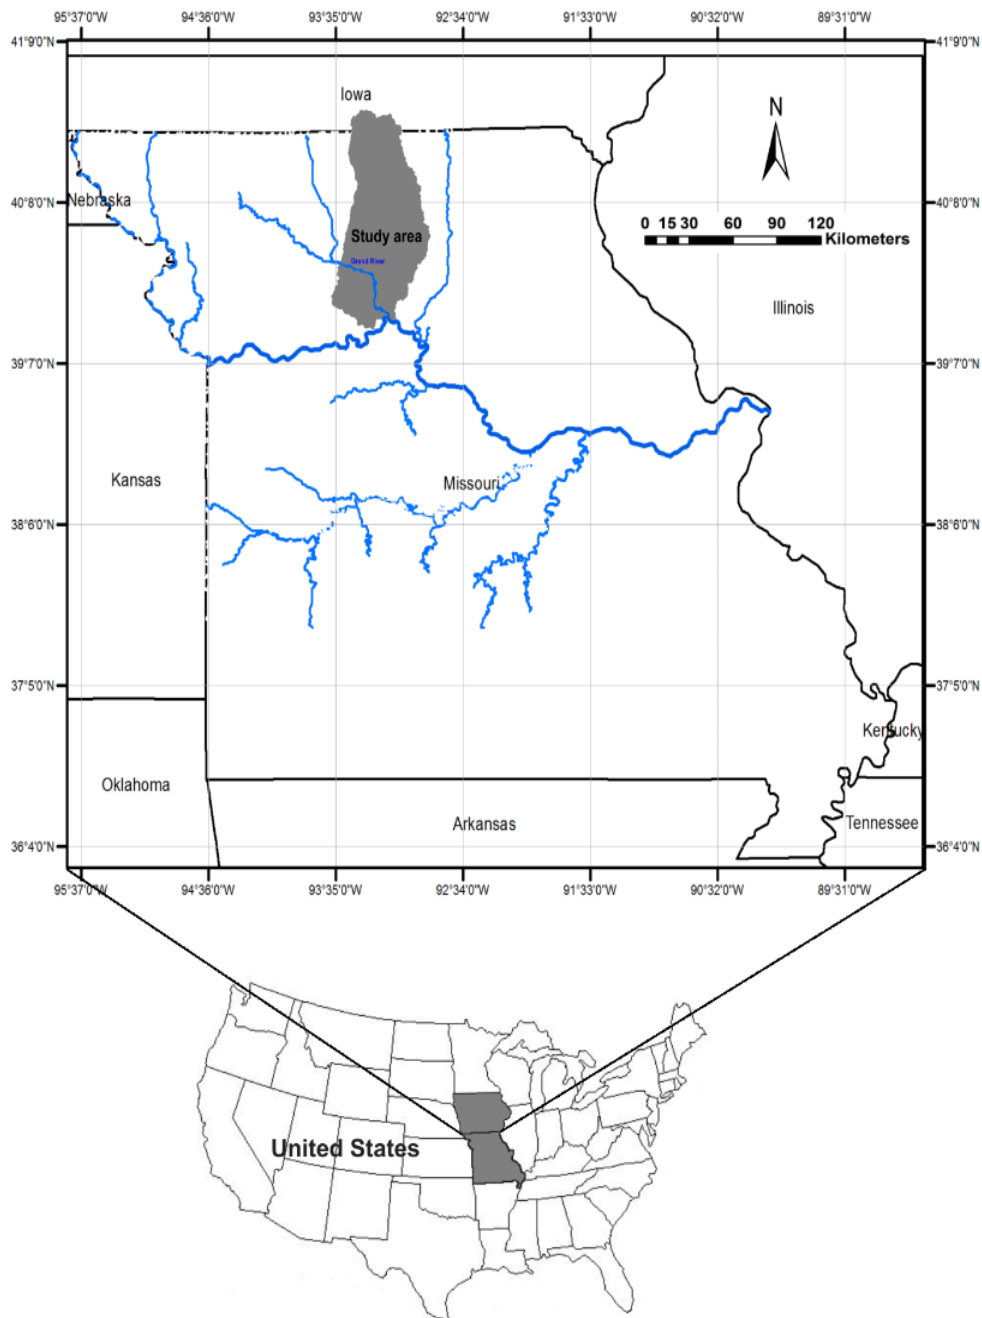 95°37'0"W 94°36'0"W 93°35'0"W 92°34'0"W 91°33'0"W 90°32'0"W 89°31'0"W
41°9'0"N 41°9'0"N
Iowa
N
40°8'0"N Nebraska 40°8'0"N
0 15 30 60 90 120
Kilometers
Study area
Grand River
Illinois
39°7'0"N 39°7'0"N
Kansas
Missouri
38°6'0"N 38°6'0"N
37°5'0"N 37°5'0"N
Kentucky
Oklahoma
Arkansas
Tennessee
36°4'0"N 36°4'0"N
95°37'0"W 94°36'0"W 93°35'0"W 92°34'0"W 91°33'0"W 90°32'0"W 89°31'0"W
United States